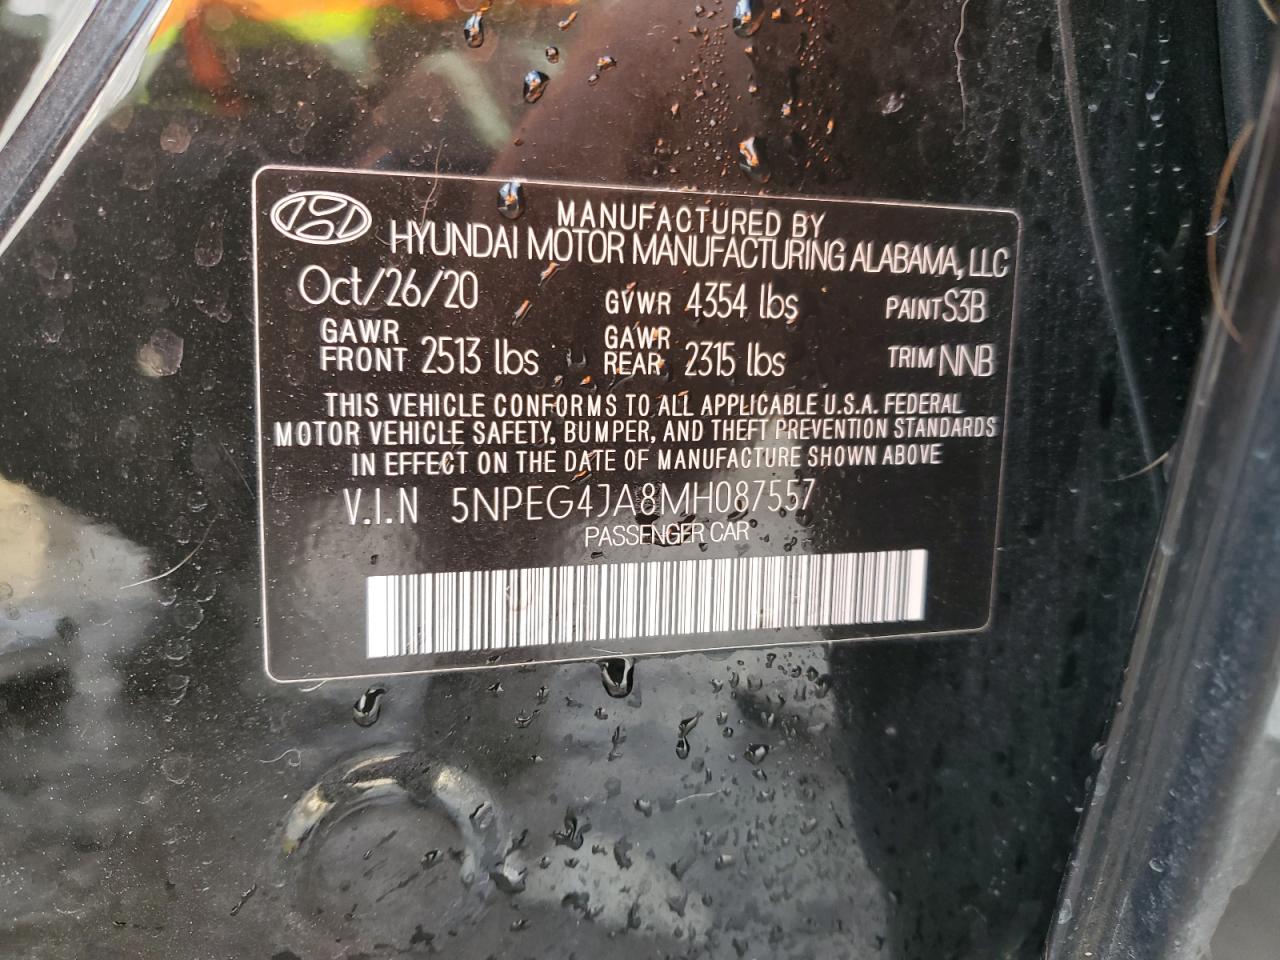 MANUFACTURED BY
HYUNDAI MOTOR MANUFACTURING ALABAMA, LLC
Oct/26/20 GVWR 4354 lbs PAINT S3B
GAWR FRONT 2513 lbs GAWR REAR 2315 lbs TRIM NNB
THIS VEHICLE CONFORMS TO ALL APPLICABLE U.S.A. FEDERAL
MOTOR VEHICLE SAFETY, BUMPER, AND THEFT PREVENTION STANDARDS
IN EFFECT ON THE DATE OF MANUFACTURE SHOWN ABOVE
V.I.N 5NPEG4JA8MH087557
PASSENGER CAR